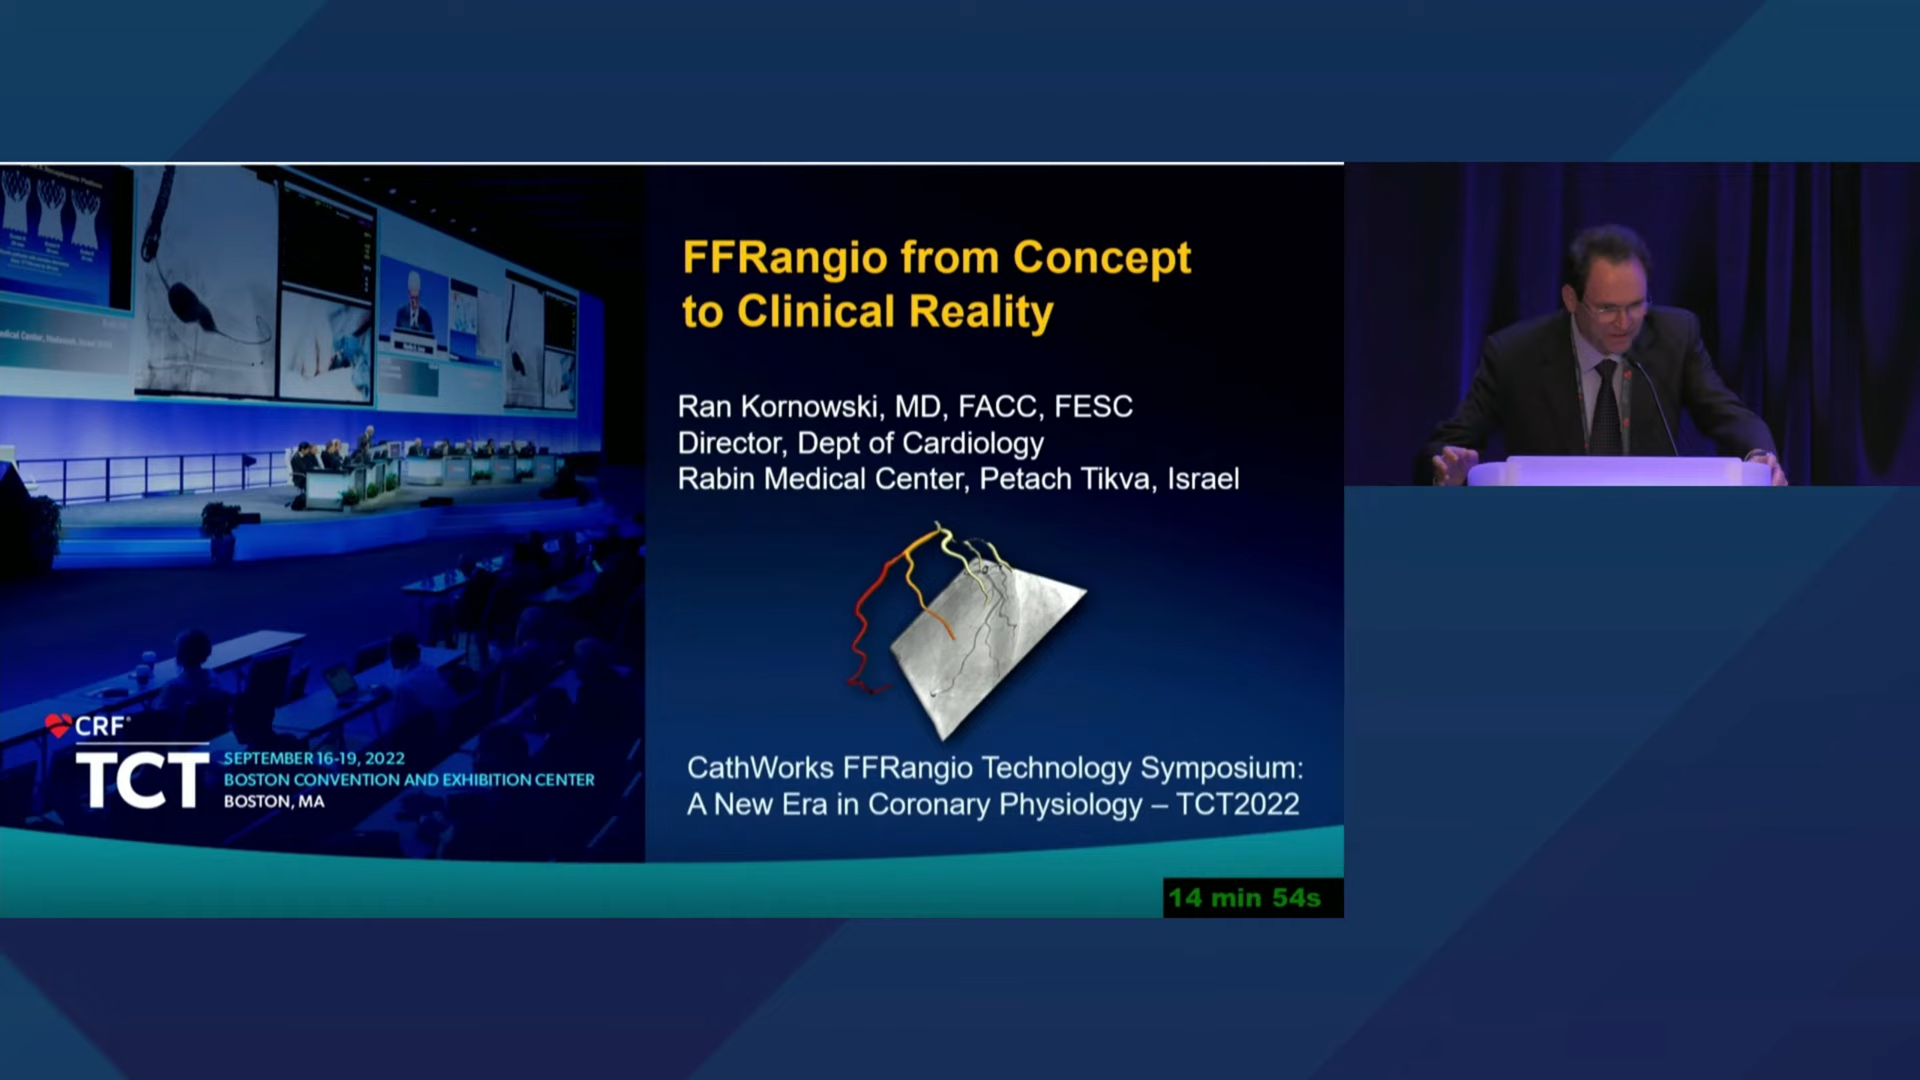 FFRangio from Concept
to Clinical Reality
Ran Kornowski, MD, FACC, FESC
Director, Dept of Cardiology
Rabin Medical Center, Petach Tikva, Israel
CRF
TCT
SEPTEMBER 16-19, 2022
BOSTON CONVENTION AND EXHIBITION CENTER
BOSTON, MA
CathWorks FFRangio Technology Symposium:
A New Era in Coronary Physiology – TCT2022
14 min 54s